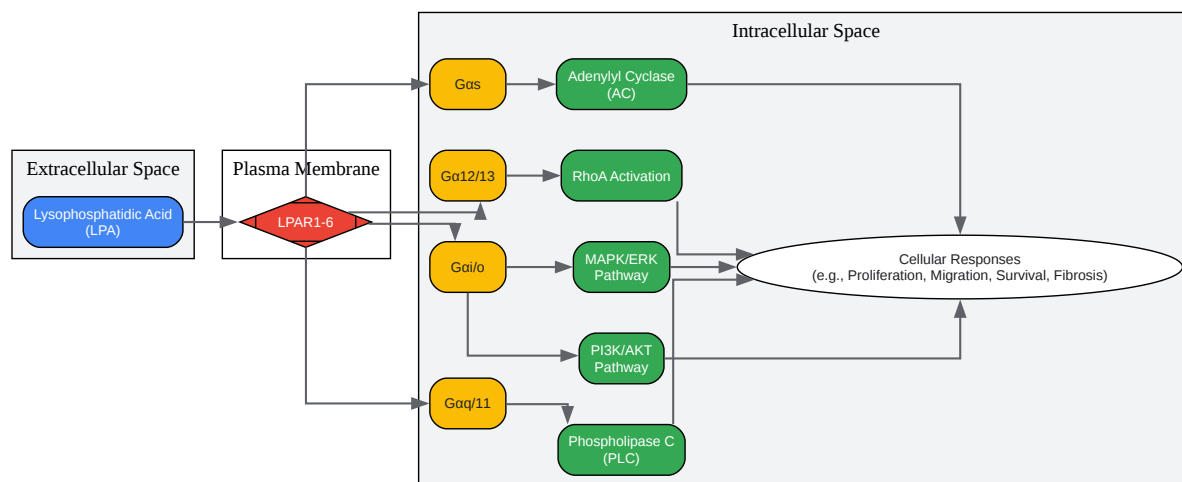 Intracellular Space
Gαs
Adenylyl Cyclase
(AC)
Extracellular Space
Plasma Membrane
Gα12/13
RhoA Activation
Lysophosphatidic Acid
(LPA)
LPAR1-6
Gαi/o
MAPK/ERK
Pathway
Cellular Responses
(e.g., Proliferation, Migration, Survival, Fibrosis)
PI3K/AKT
Pathway
Gαq/11
Phospholipase C
(PLC)